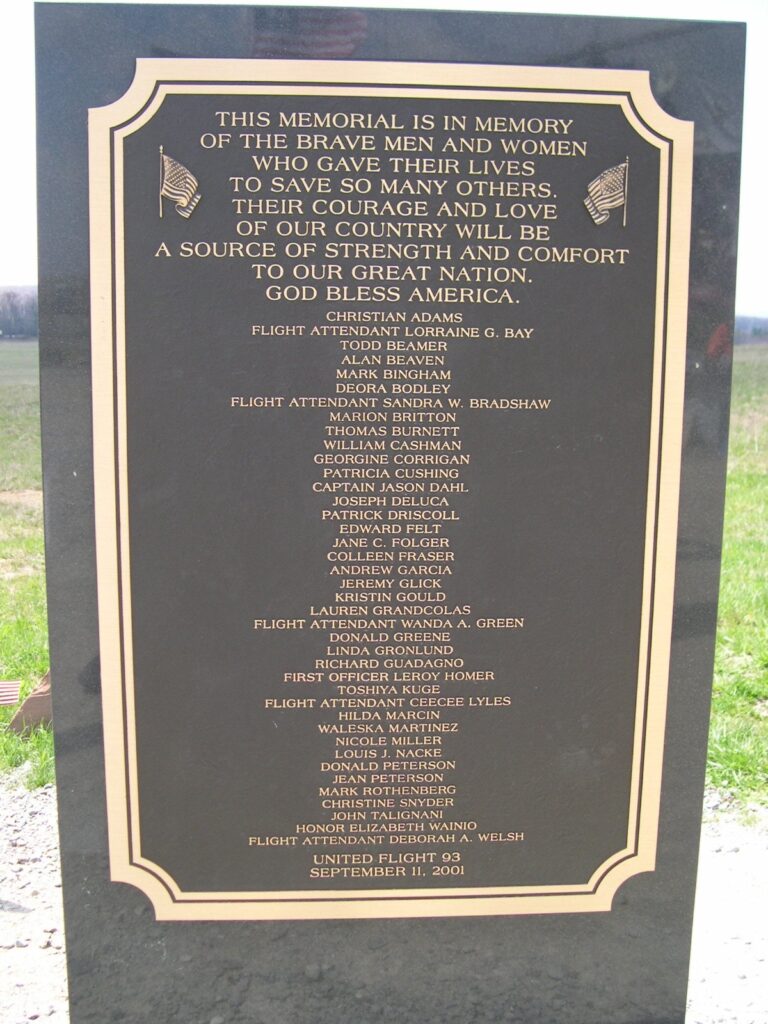 THIS MEMORIAL IS IN MEMORY
OF THE BRAVE MEN AND WOMEN
WHO GAVE THEIR LIVES
TO SAVE SO MANY OTHERS.
THEIR COURAGE AND LOVE
OF OUR COUNTRY WILL BE
A SOURCE OF STRENGTH AND COMFORT
TO OUR GREAT NATION.
GOD BLESS AMERICA.
CHRISTIAN ADAMS
FLIGHT ATTENDANT LORRAINE G. BAY
TODD BEAMER
ALAN BEAVEN
MARK BINGHAM
DEORA BODLEY
FLIGHT ATTENDANT SANDRA W. BRADSHAW
MARION BRITTON
THOMAS BURNETT
WILLIAM CASHMAN
GEORGINE CORRIGAN
PATRICIA CUSHING
CAPTAIN JASON DAHL
JOSEPH DELUCA
PATRICK DRISCOLL
EDWARD FELT
JANE C. FOLGER
COLLEEN FRASER
ANDREW GARCIA
JEREMY GLICK
KRISTIN GOULD
LAUREN GRANDCOLAS
FLIGHT ATTENDANT WANDA A. GREEN
DONALD GREENE
LINDA GRONLUND
RICHARD GUADAGNO
FIRST OFFICER LEROY HOMER
TOSHIYA KUGE
FLIGHT ATTENDANT CEECEE LYLES
HILDA MARCIN
WALESKA MARTINEZ
NICOLE MILLER
LOUIS J. NACKE
DONALD PETERSON
JEAN PETERSON
MARK ROTHENBERG
CHRISTINE SNYDER
JOHN TALIGNANI
HONOR ELIZABETH WAINIO
FLIGHT ATTENDANT DEBORAH A. WELSH
UNITED FLIGHT 93
SEPTEMBER 11, 2001